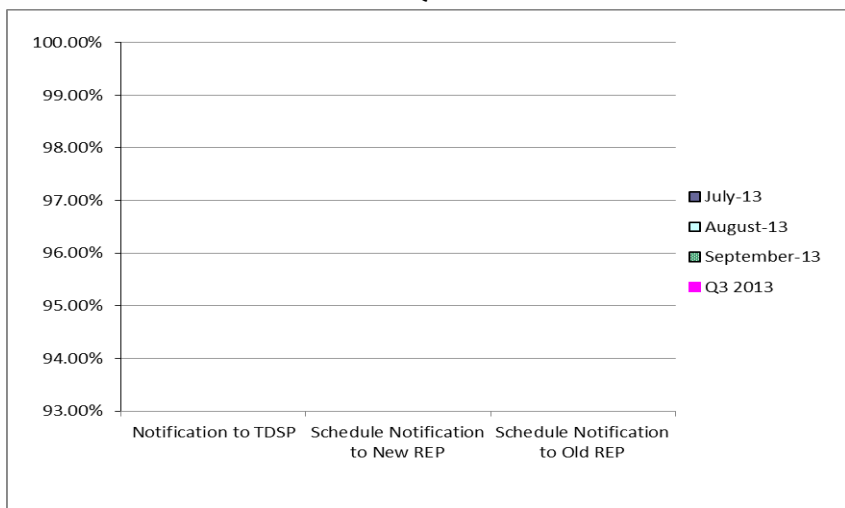 100.00%
99.00%
98.00%
97.00%
96.00%
95.00%
94.00%
93.00%
Notification to TDSP
Schedule Notification
to New REP
Schedule Notification
to Old REP
July-13
August-13
September-13
Q3 2013